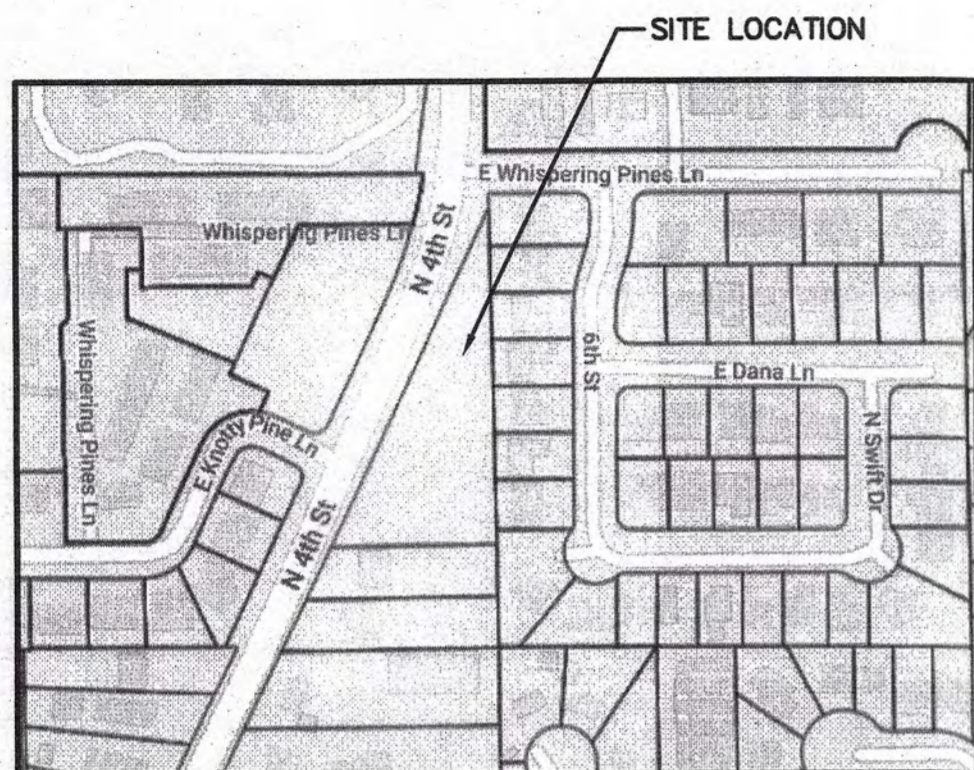 SITE LOCATION
E Whispering Pines Ln
Whispering Pines Ln
N 4th St
Whispering Pines Ln
6th St
E Dana Ln
N Swift Dr
E Knotty Pine Ln
N 4th St